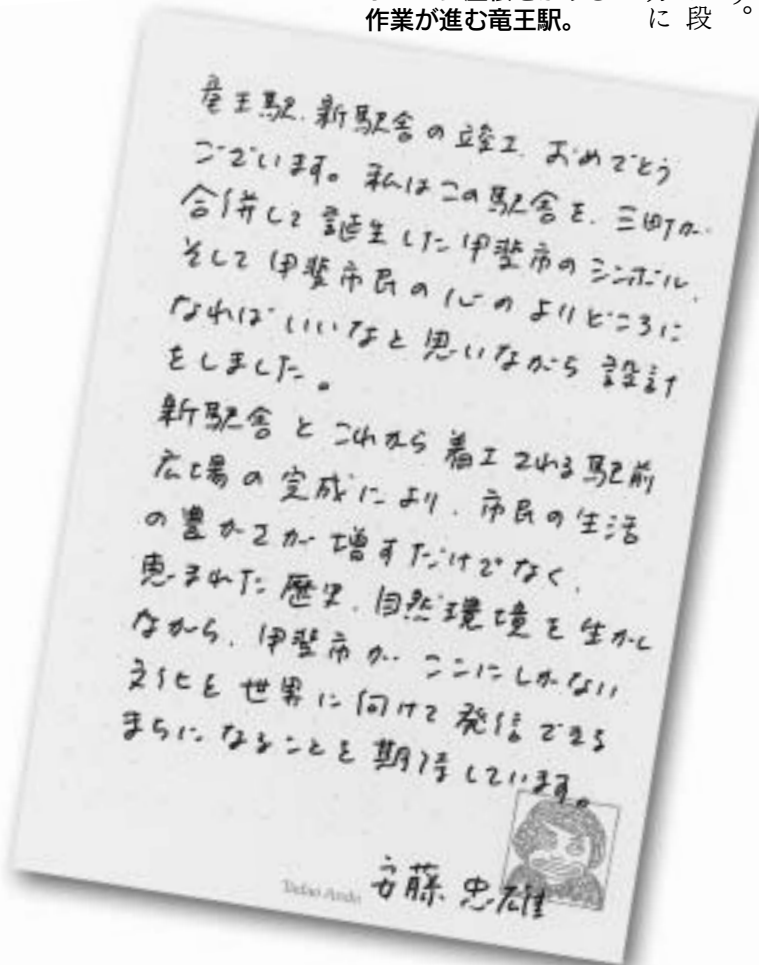 作業が進む竜王駅。
段
に
竜王駅、新駅舎の竣工、おめでとう
ございます。私はこの駅舎を、三町が
合併して誕生した甲斐市のシンボル、
そして甲斐市民の心のよりどころに
なればいいなと思いながら設計
をしました。
新駅舎とこれから着工される駅前
広場の完成により、市民の生活
の豊かさが増すだけでなく、
恵まれた歴史、自然環境を生かし
ながら、甲斐市が、ここにしかない
文化を世界に向けて発信できる
まちになることを期待しています。
Tadao Ando 安藤忠雄